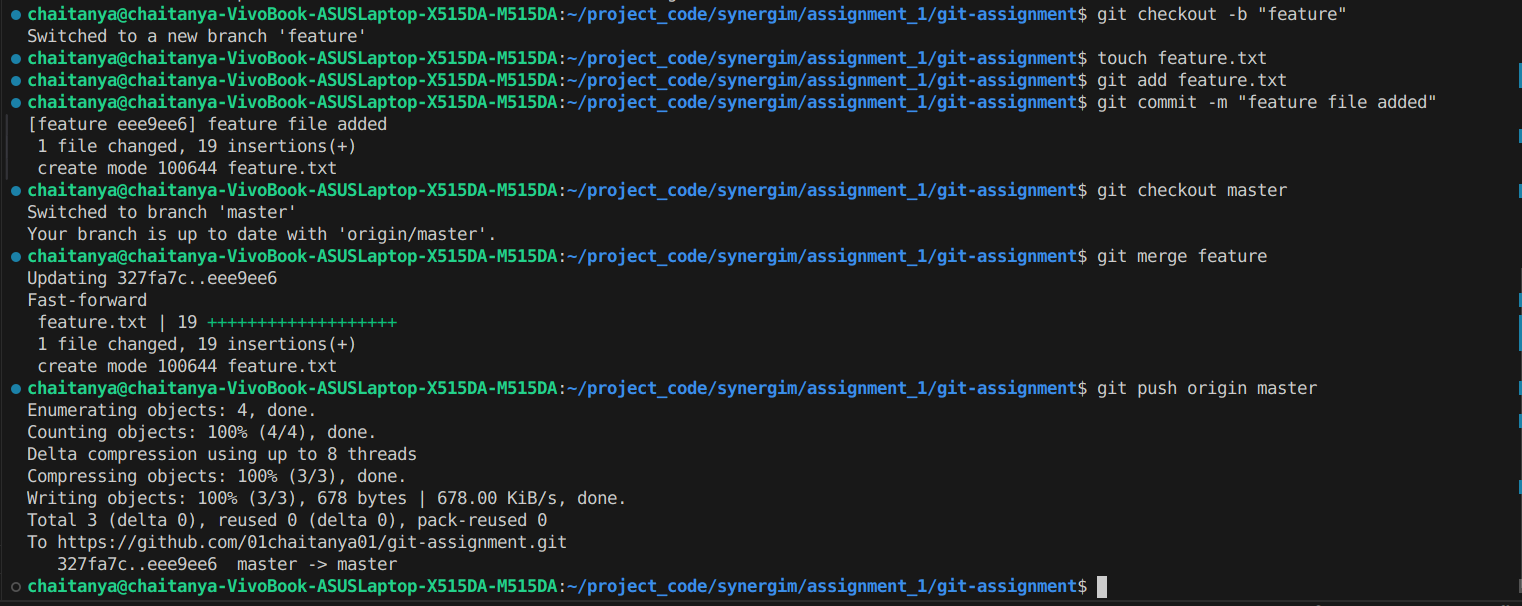 chaitanya@chaitanya-VivoBook-ASUSLaptop-X515DA-M515DA:~/project_code/synergim/assignment_1/git-assignment$ git checkout -b "feature"
Switched to a new branch 'feature'
chaitanya@chaitanya-VivoBook-ASUSLaptop-X515DA-M515DA:~/project_code/synergim/assignment_1/git-assignment$ touch feature.txt
chaitanya@chaitanya-VivoBook-ASUSLaptop-X515DA-M515DA:~/project_code/synergim/assignment_1/git-assignment$ git add feature.txt
chaitanya@chaitanya-VivoBook-ASUSLaptop-X515DA-M515DA:~/project_code/synergim/assignment_1/git-assignment$ git commit -m "feature file added"
[feature eee9ee6] feature file added
 1 file changed, 19 insertions(+)
 create mode 100644 feature.txt
chaitanya@chaitanya-VivoBook-ASUSLaptop-X515DA-M515DA:~/project_code/synergim/assignment_1/git-assignment$ git checkout master
Switched to branch 'master'
Your branch is up to date with 'origin/master'.
chaitanya@chaitanya-VivoBook-ASUSLaptop-X515DA-M515DA:~/project_code/synergim/assignment_1/git-assignment$ git merge feature
Updating 327fa7c..eee9ee6
Fast-forward
 feature.txt | 19 +++++++++++++++++++
 1 file changed, 19 insertions(+)
 create mode 100644 feature.txt
chaitanya@chaitanya-VivoBook-ASUSLaptop-X515DA-M515DA:~/project_code/synergim/assignment_1/git-assignment$ git push origin master
Enumerating objects: 4, done.
Counting objects: 100% (4/4), done.
Delta compression using up to 8 threads
Compressing objects: 100% (3/3), done.
Writing objects: 100% (3/3), 678 bytes | 678.00 KiB/s, done.
Total 3 (delta 0), reused 0 (delta 0), pack-reused 0
To https://github.com/01chaitanya01/git-assignment.git
   327fa7c..eee9ee6  master -> master
chaitanya@chaitanya-VivoBook-ASUSLaptop-X515DA-M515DA:~/project_code/synergim/assignment_1/git-assignment$